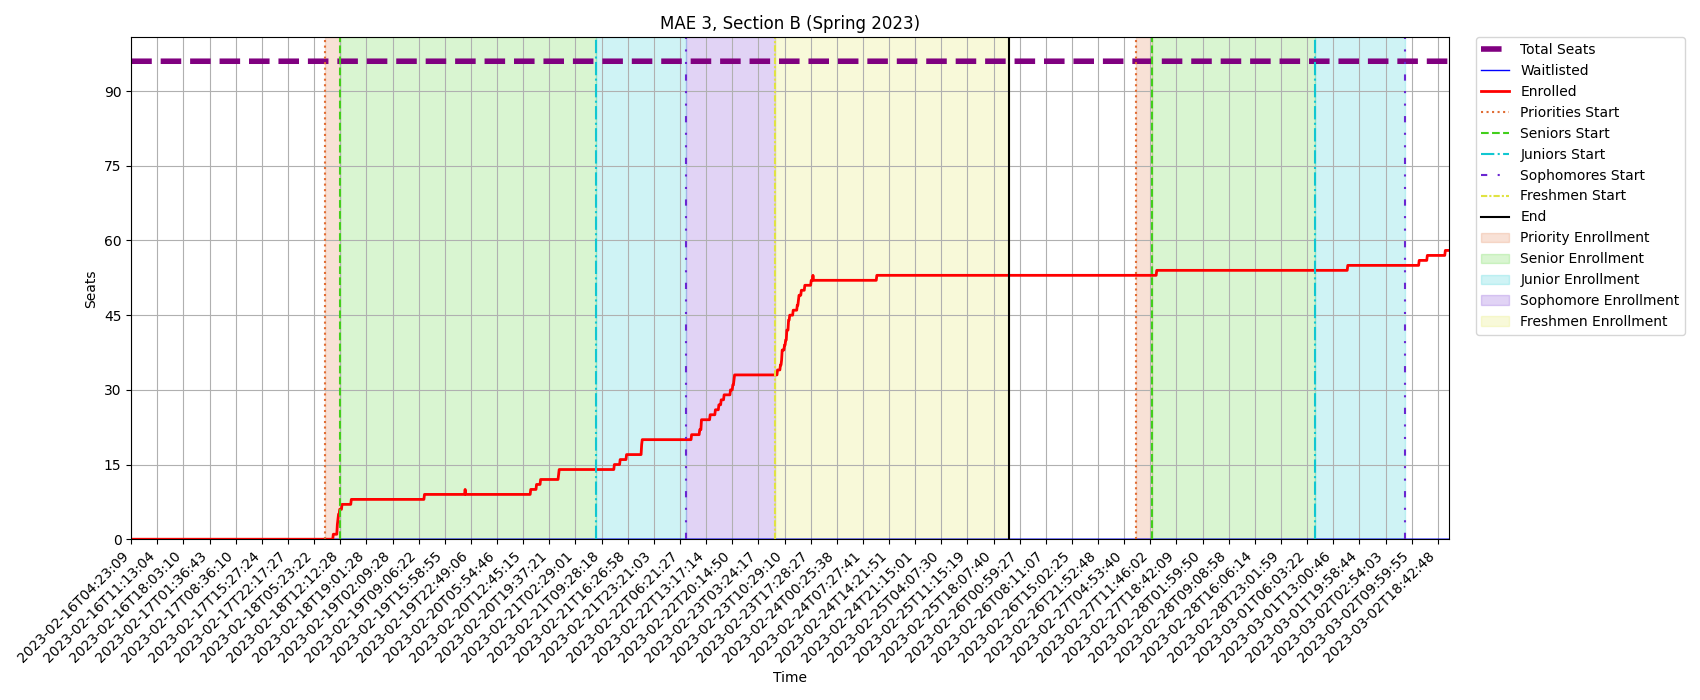 MAE 3, Section B (Spring 2023)
Seats
90
75
60
45
30
15
0
2023-02-16T04:23:09
2023-02-16T11:13:04
2023-02-16T18:03:10
2023-02-17T01:36:43
2023-02-17T08:36:10
2023-02-17T15:27:24
2023-02-17T22:17:27
2023-02-18T05:23:22
2023-02-18T12:12:28
2023-02-18T19:01:28
2023-02-19T02:09:28
2023-02-19T09:06:22
2023-02-19T15:58:55
2023-02-19T22:49:06
2023-02-20T05:54:46
2023-02-20T12:45:15
2023-02-20T19:37:21
2023-02-21T02:29:01
2023-02-21T09:28:18
2023-02-21T16:26:58
2023-02-21T23:21:03
2023-02-22T06:21:27
2023-02-22T13:17:14
2023-02-22T20:14:50
2023-02-23T03:24:17
2023-02-23T10:29:10
2023-02-23T17:28:27
2023-02-24T00:25:38
2023-02-24T07:27:41
2023-02-24T14:21:51
2023-02-24T21:15:01
2023-02-25T04:07:30
2023-02-25T11:15:19
2023-02-25T18:07:40
2023-02-26T00:59:27
2023-02-26T08:11:07
2023-02-26T15:02:25
2023-02-26T21:52:48
2023-02-27T04:53:40
2023-02-27T11:46:02
2023-02-27T18:42:09
2023-02-28T01:59:50
2023-02-28T09:08:58
2023-02-28T16:06:14
2023-02-28T23:01:59
2023-03-01T06:03:22
2023-03-01T13:00:46
2023-03-01T19:58:44
2023-03-02T02:54:03
2023-03-02T09:59:55
2023-03-02T18:42:48
Time
Total Seats
Waitlisted
Enrolled
Priorities Start
Seniors Start
Juniors Start
Sophomores Start
Freshmen Start
End
Priority Enrollment
Senior Enrollment
Junior Enrollment
Sophomore Enrollment
Freshmen Enrollment